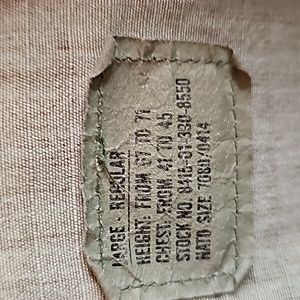 LARGE - REGULAR
HEIGHT: FROM 67 TO 71
CHEST: FROM 41 TO 45
STOCK NO. 8415-01-390-8550
NATO SIZE 7080/0414